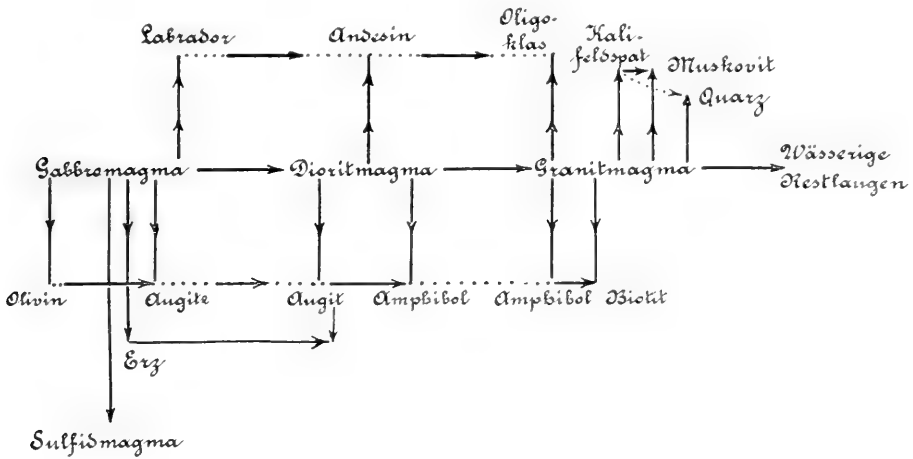 Labrador
Andesin
Oligo-
klas
Kali-
feldspat
Muskovit
Quarz
Gabbromagma
Dioritmagma
Granitmagma
Wässerige
Restlaugen
Olivin
Augite
Augit
Amphibol
Amphibol
Biotit
Erz
Sulfidmagma